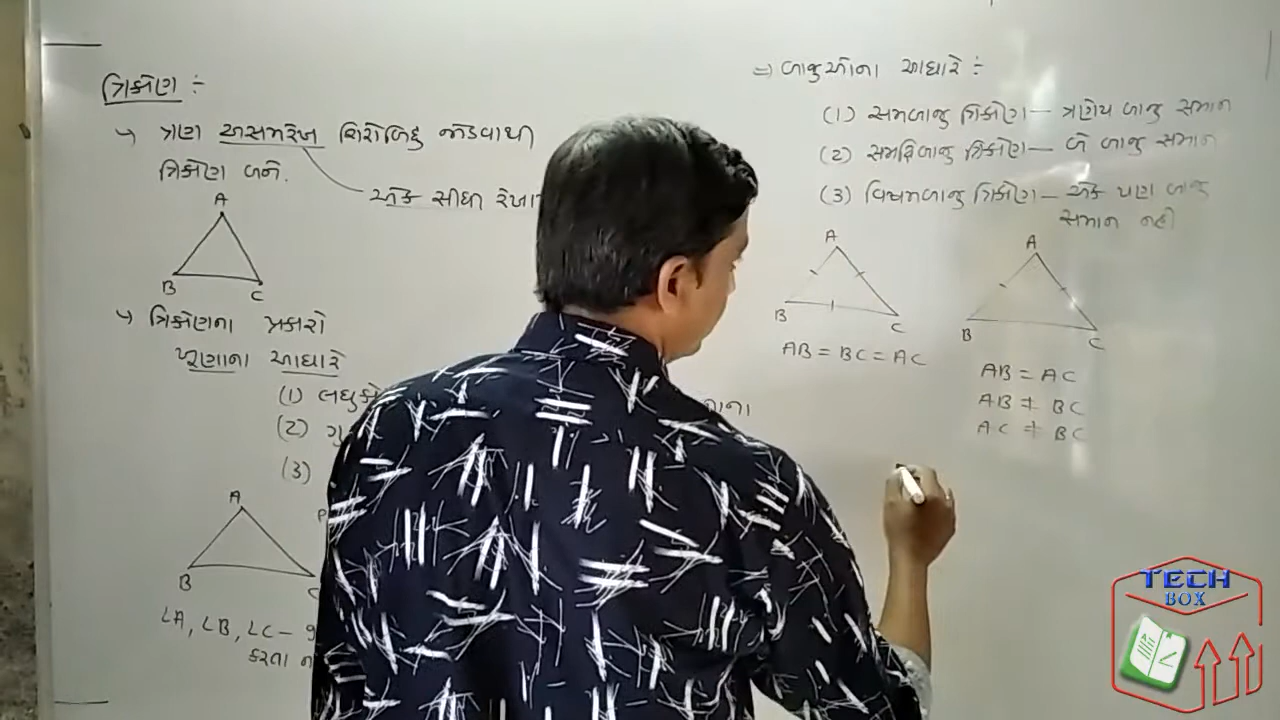 ત્રિકોણ :-
↳ ત્રણ અસમરેખ શિરોબિંદુ જોડવાથી
ત્રિકોણ બને.
એક સીધી રેખા
A
B C
↳ ત્રિકોણના પ્રકારો
ખૂણાના આધારે
(1) લઘુકો
(2) ગુ
(3)
A
B C
P
∠A, ∠B, ∠C - 9
કરતા ના
⇒ બાજુઓના આધારે :-
(1) સમબાજુ ત્રિકોણ - ત્રણેય બાજુ સમાન
(2) સમદ્વિબાજુ ત્રિકોણ - બે બાજુ સમાન
(3) વિષમબાજુ ત્રિકોણ - એક પણ બાજુ
સમાન નહી
A
B C
AB = BC = AC
A
B C
AB = AC
AB ≠ BC
AC ≠ BC
TECH
BOX